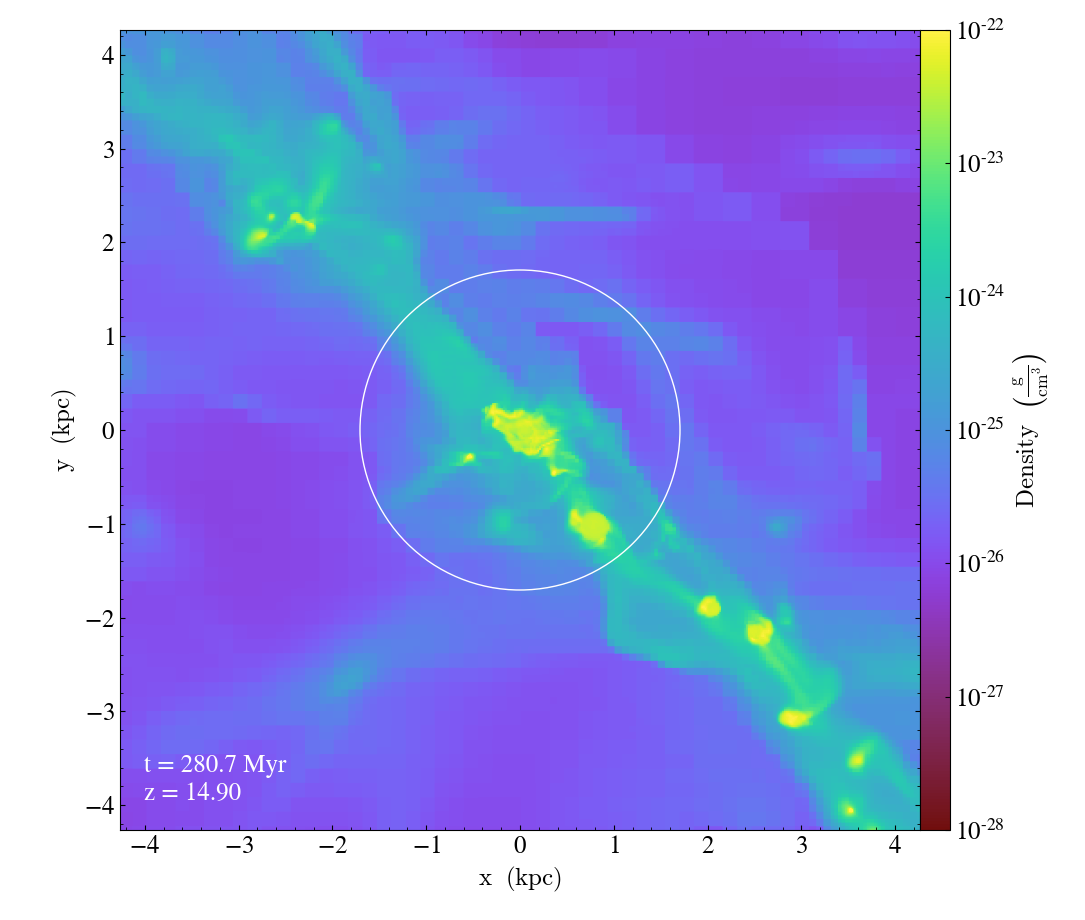 10-22
4
10-23
3
2
10-24
1
y (kpc)
0
10-25
Density (g/cm3)
−1
10-26
−2
10-27
−3
t = 280.7 Myr
z = 14.90
−4
10-28
−4 −3 −2 −1 0 1 2 3 4
x (kpc)